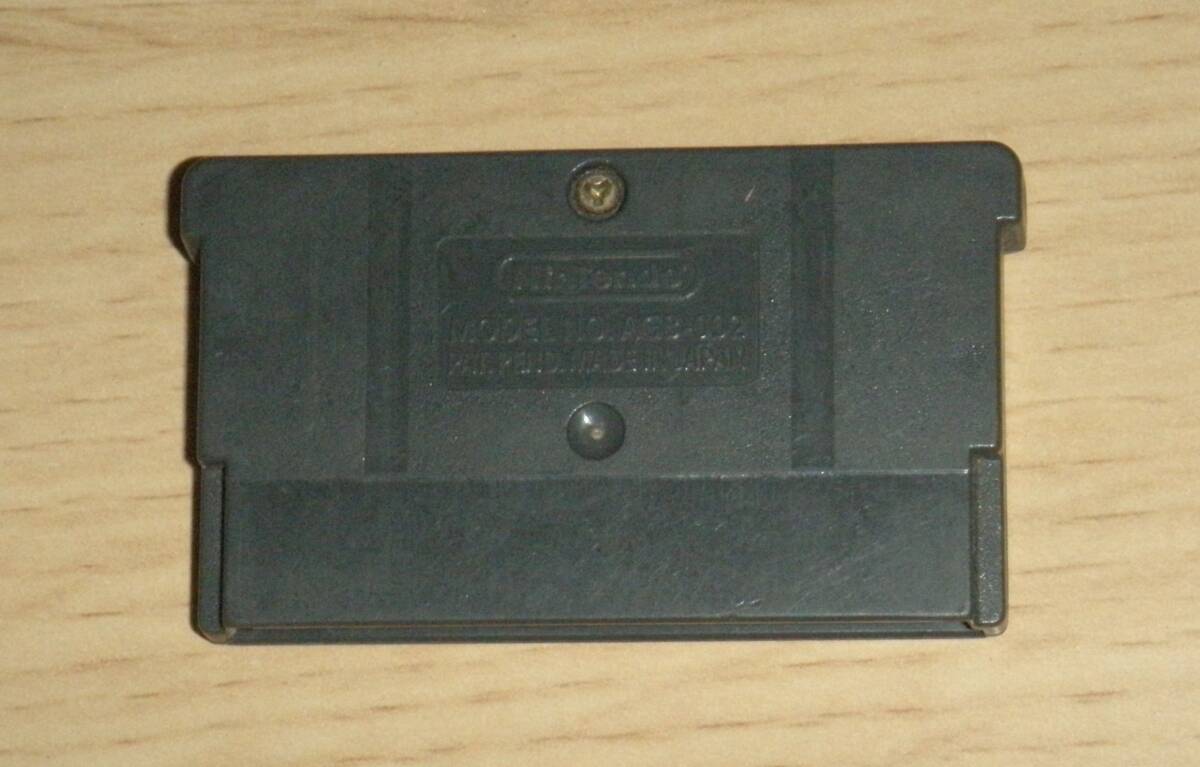 Nintendo
MODEL NO. AGB-002
PAT. PEND. MADE IN JAPAN